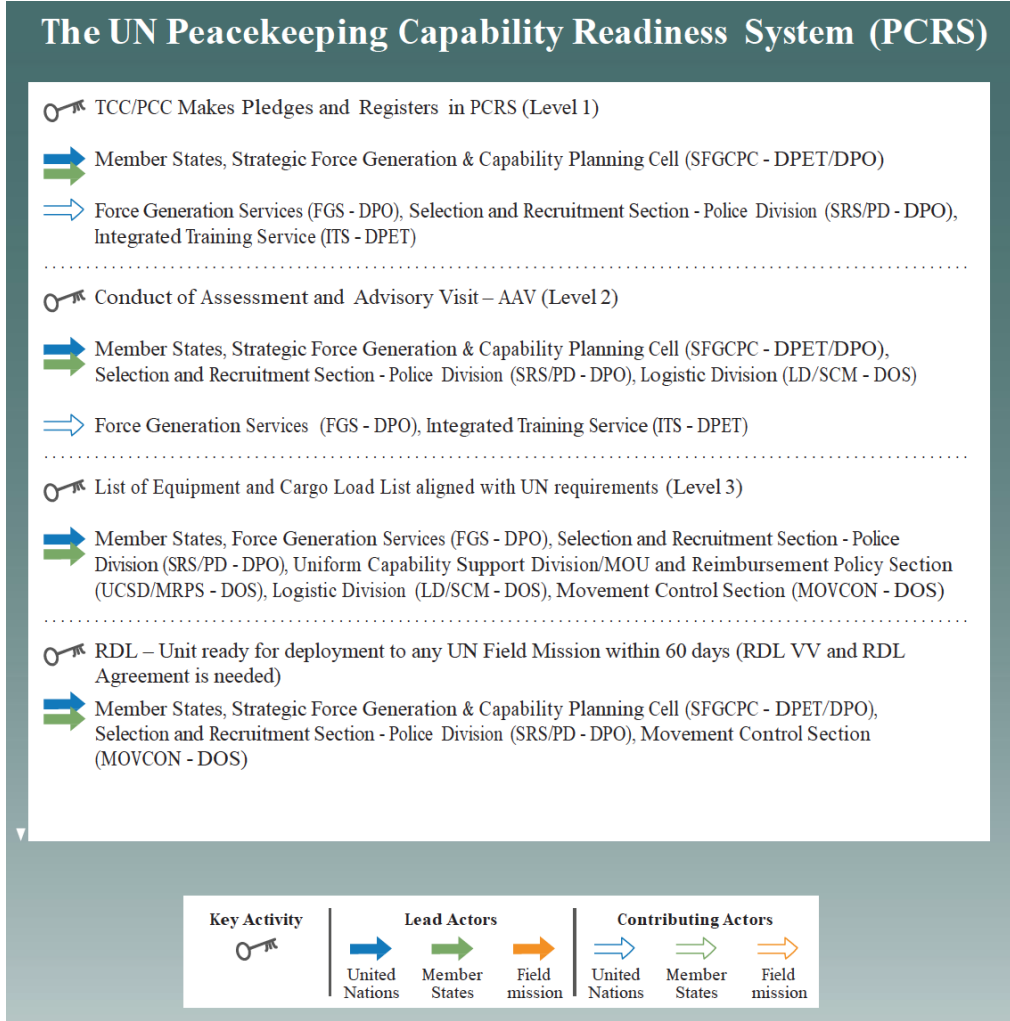 The UN Peacekeeping Capability Readiness System (PCRS)
TCC/PCC Makes Pledges and Registers in PCRS (Level 1)
Member States, Strategic Force Generation & Capability Planning Cell (SFGCPC - DPET/DPO)
Force Generation Services (FGS - DPO), Selection and Recruitment Section - Police Division (SRS/PD - DPO),
Integrated Training Service (ITS - DPET)
Conduct of Assessment and Advisory Visit – AAV (Level 2)
Member States, Strategic Force Generation & Capability Planning Cell (SFGCPC - DPET/DPO),
Selection and Recruitment Section - Police Division (SRS/PD - DPO), Logistic Division (LD/SCM - DOS)
Force Generation Services (FGS - DPO), Integrated Training Service (ITS - DPET)
List of Equipment and Cargo Load List aligned with UN requirements (Level 3)
Member States, Force Generation Services (FGS - DPO), Selection and Recruitment Section - Police
Division (SRS/PD - DPO), Uniform Capability Support Division/MOU and Reimbursement Policy Section
(UCSD/MRPS - DOS), Logistic Division (LD/SCM - DOS), Movement Control Section (MOVCON - DOS)
RDL – Unit ready for deployment to any UN Field Mission within 60 days (RDL VV and RDL
Agreement is needed)
Member States, Strategic Force Generation & Capability Planning Cell (SFGCPC - DPET/DPO),
Selection and Recruitment Section - Police Division (SRS/PD - DPO), Movement Control Section
(MOVCON - DOS)
Key Activity
Lead Actors
United
Nations
Member
States
Field
mission
Contributing Actors
United
Nations
Member
States
Field
mission